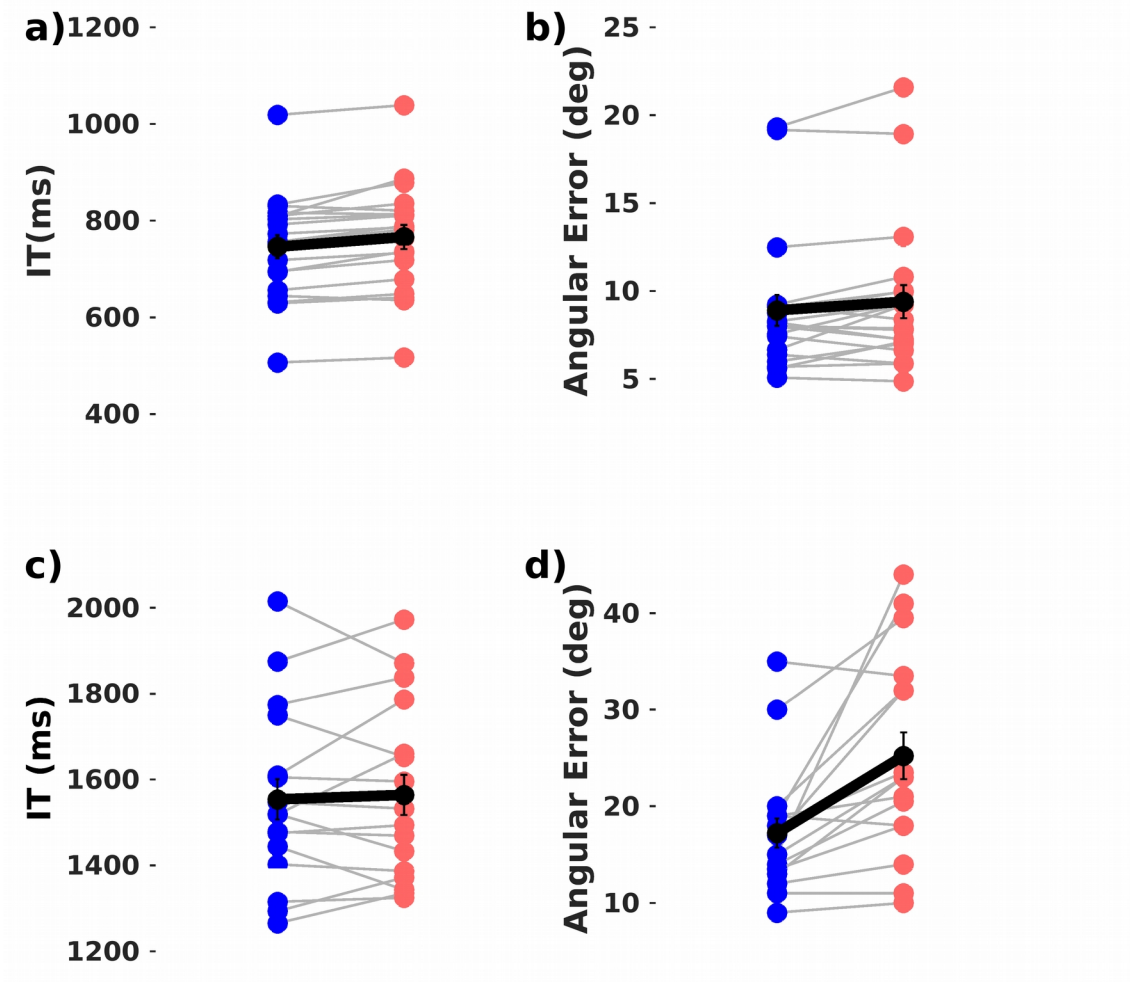 a)
1200 -
1000 -
800 -
600 -
400 -
IT(ms)
b)
25 -
20 -
15 -
10 -
5 -
Angular Error (deg)
c)
2000 -
1800 -
1600 -
1400 -
1200 -
IT (ms)
d)
40 -
30 -
20 -
10 -
Angular Error (deg)